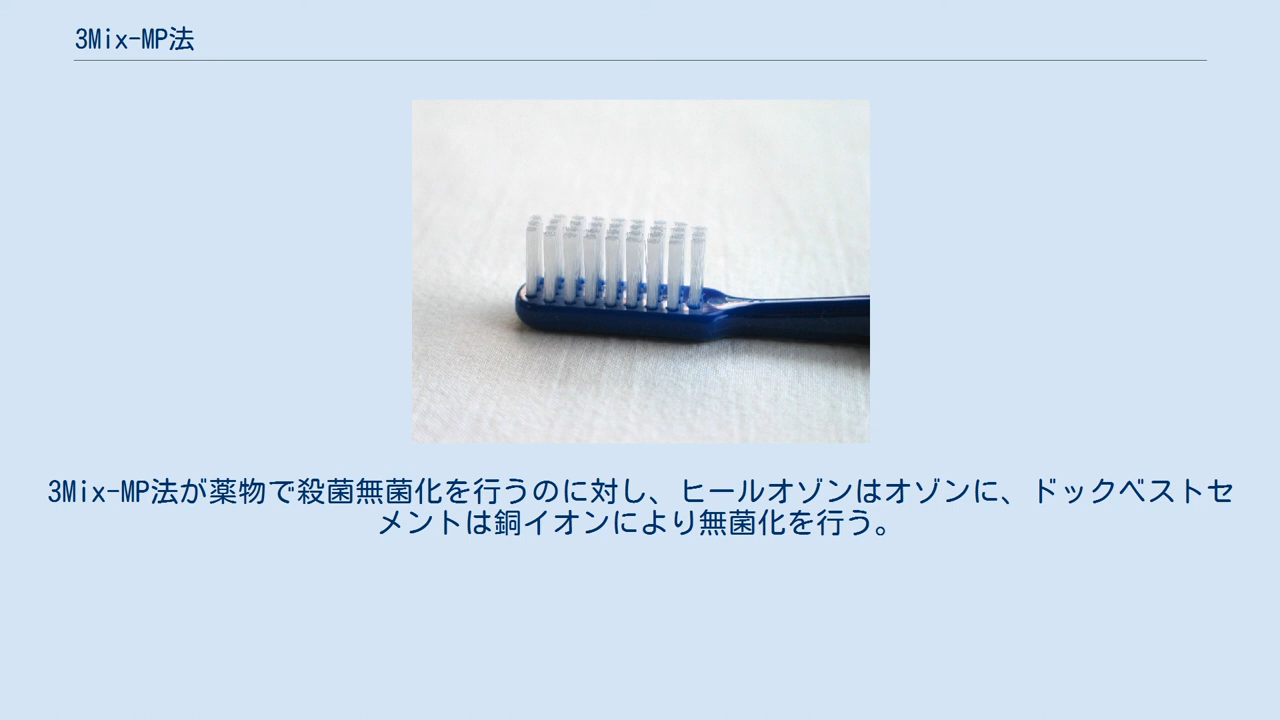 3Mix-MP法
3Mix-MP法が薬物で殺菌無菌化を行うのに対し、ヒールオゾンはオゾンに、ドックベストセ
メントは銅イオンにより無菌化を行う。